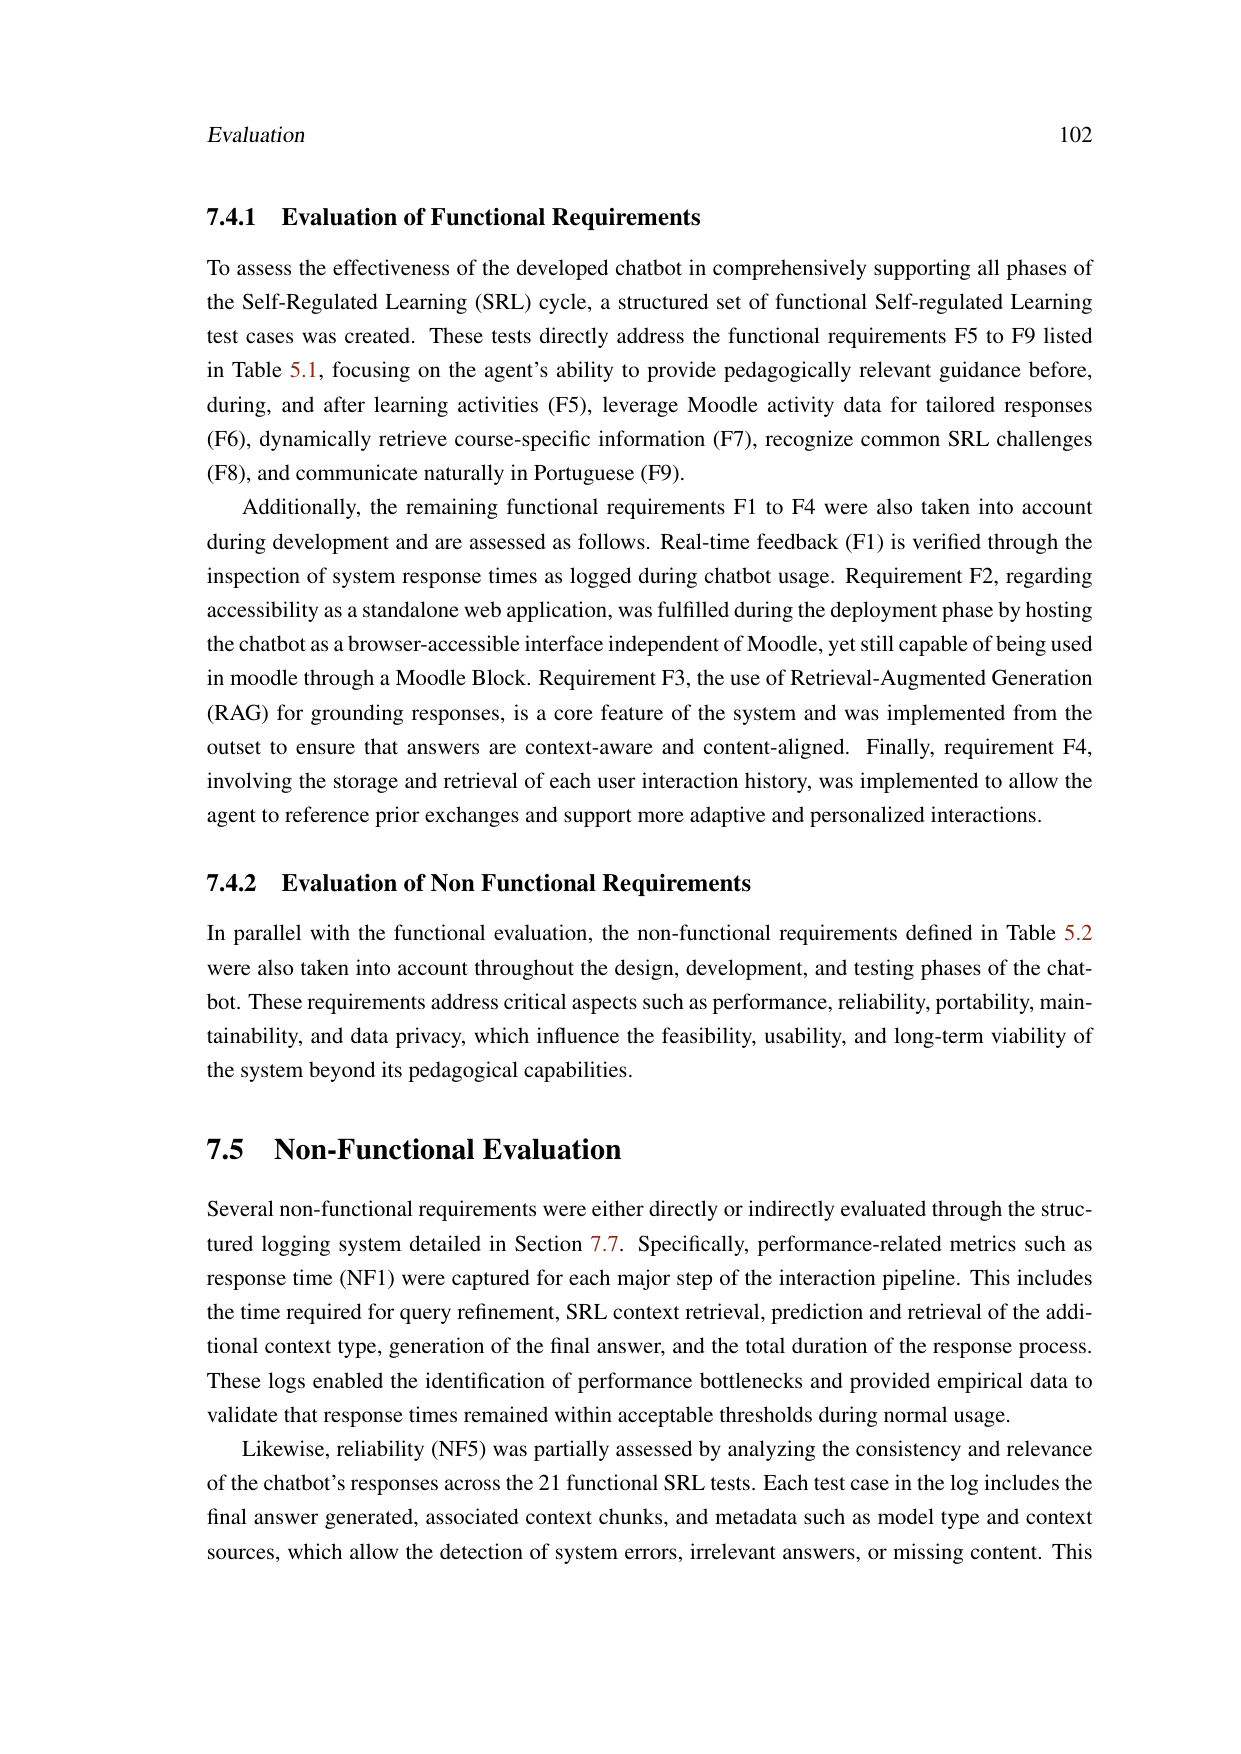 Evaluation 102
7.4.1 Evaluation of Functional Requirements
To assess the effectiveness of the developed chatbot in comprehensively supporting all phases of
the Self-Regulated Learning (SRL) cycle, a structured set of functional Self-regulated Learning
test cases was created. These tests directly address the functional requirements F5 to F9 listed
in Table 5.1, focusing on the agent's ability to provide pedagogically relevant guidance before,
during, and after learning activities (F5), leverage Moodle activity data for tailored responses
(F6), dynamically retrieve course-specific information (F7), recognize common SRL challenges
(F8), and communicate naturally in Portuguese (F9).
Additionally, the remaining functional requirements F1 to F4 were also taken into account
during development and are assessed as follows. Real-time feedback (F1) is verified through the
inspection of system response times as logged during chatbot usage. Requirement F2, regarding
accessibility as a standalone web application, was fulfilled during the deployment phase by hosting
the chatbot as a browser-accessible interface independent of Moodle, yet still capable of being used
in moodle through a Moodle Block. Requirement F3, the use of Retrieval-Augmented Generation
(RAG) for grounding responses, is a core feature of the system and was implemented from the
outset to ensure that answers are context-aware and content-aligned. Finally, requirement F4,
involving the storage and retrieval of each user interaction history, was implemented to allow the
agent to reference prior exchanges and support more adaptive and personalized interactions.
7.4.2 Evaluation of Non Functional Requirements
In parallel with the functional evaluation, the non-functional requirements defined in Table 5.2
were also taken into account throughout the design, development, and testing phases of the chat-
bot. These requirements address critical aspects such as performance, reliability, portability, main-
tainability, and data privacy, which influence the feasibility, usability, and long-term viability of
the system beyond its pedagogical capabilities.
7.5 Non-Functional Evaluation
Several non-functional requirements were either directly or indirectly evaluated through the struc-
tured logging system detailed in Section 7.7. Specifically, performance-related metrics such as
response time (NF1) were captured for each major step of the interaction pipeline. This includes
the time required for query refinement, SRL context retrieval, prediction and retrieval of the addi-
tional context type, generation of the final answer, and the total duration of the response process.
These logs enabled the identification of performance bottlenecks and provided empirical data to
validate that response times remained within acceptable thresholds during normal usage.
Likewise, reliability (NF5) was partially assessed by analyzing the consistency and relevance
of the chatbot's responses across the 21 functional SRL tests. Each test case in the log includes the
final answer generated, associated context chunks, and metadata such as model type and context
sources, which allow the detection of system errors, irrelevant answers, or missing content. This